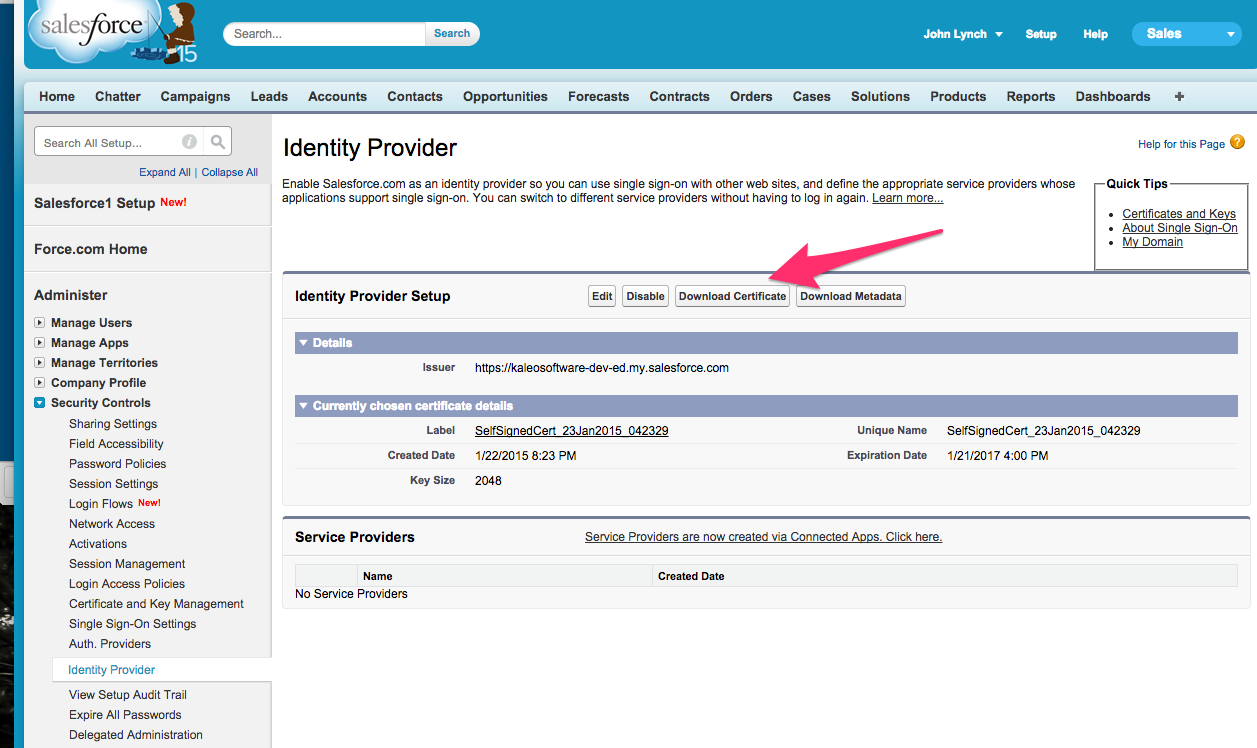 salesforce
15
Search...
Search
John Lynch
Setup
Help
Sales
Home Chatter Campaigns Leads Accounts Contacts Opportunities Forecasts Contracts Orders Cases Solutions Products Reports Dashboards +
Search All Setup...
Expand All | Collapse All
Salesforce1 Setup New!
Force.com Home
Administer
Manage Users
Manage Apps
Manage Territories
Company Profile
Security Controls
Sharing Settings
Field Accessibility
Password Policies
Session Settings
Login Flows New!
Network Access
Activations
Session Management
Login Access Policies
Certificate and Key Management
Single Sign-On Settings
Auth. Providers
Identity Provider
View Setup Audit Trail
Expire All Passwords
Delegated Administration
Identity Provider
Help for this Page ?
Enable Salesforce.com as an identity provider so you can use single sign-on with other web sites, and define the appropriate service providers whose
applications support single sign-on. You can switch to different service providers without having to log in again. Learn more...
Quick Tips
Certificates and Keys
About Single Sign-On
My Domain
Identity Provider Setup
Edit Disable Download Certificate Download Metadata
Details
Issuer https://kaleosoftware-dev-ed.my.salesforce.com
Currently chosen certificate details
Label SelfSignedCert_23Jan2015_042329 Unique Name SelfSignedCert_23Jan2015_042329
Created Date 1/22/2015 8:23 PM Expiration Date 1/21/2017 4:00 PM
Key Size 2048
Service Providers
Service Providers are now created via Connected Apps. Click here.
Name Created Date
No Service Providers